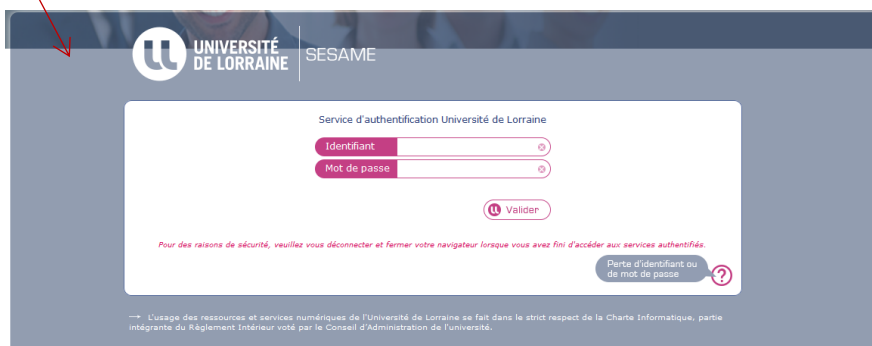 UNIVERSITÉ
DE LORRAINE
SESAME
Service d'authentification Université de Lorraine
Identifiant
Mot de passe
Valider
Pour des raisons de sécurité, veuillez vous déconnecter et fermer votre navigateur lorsque vous avez fini d'accéder aux services authentifiés.
Perte d'identifiant ou
de mot de passe
?
→ L'usage des ressources et services numériques de l'Université de Lorraine se fait dans le strict respect de la Charte Informatique, partie
intégrante du Règlement Intérieur voté par le Conseil d'Administration de l'université.